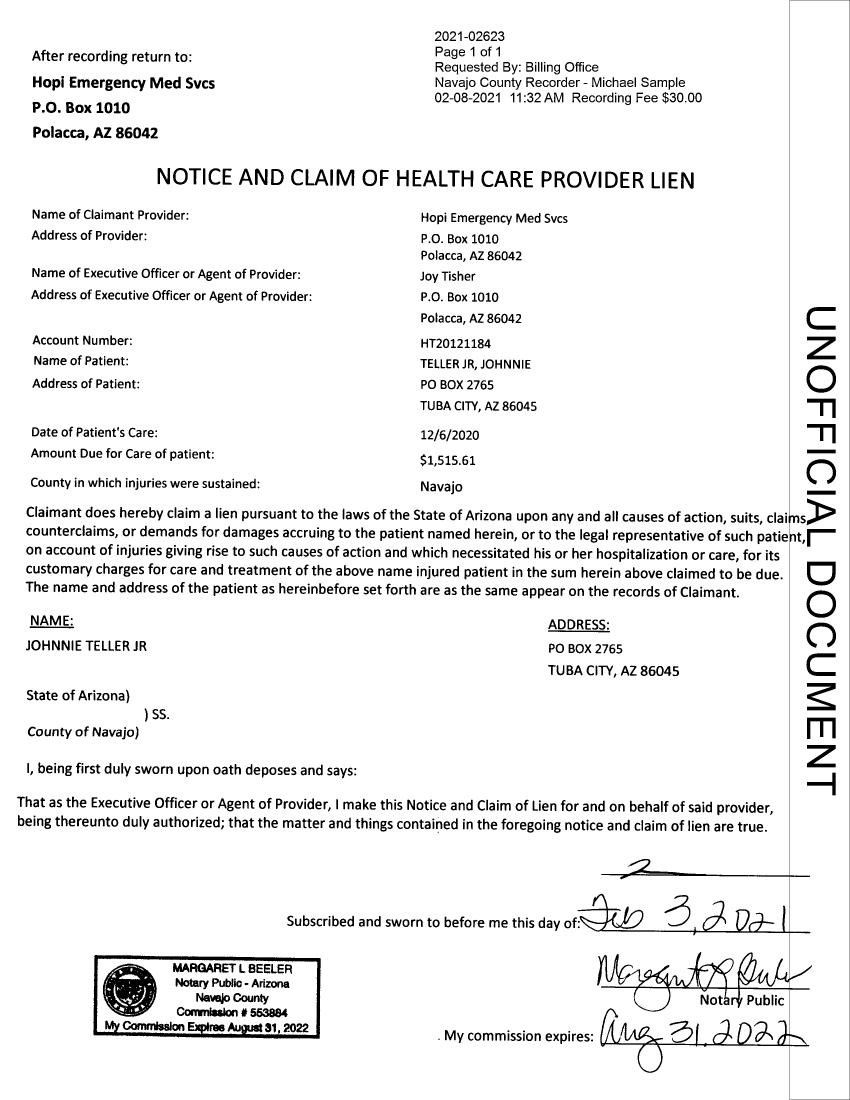 2021-02623
Page 1 of 1
Requested By: Billing Office
Navajo County Recorder - Michael Sample
02-08-2021 11:32 AM Recording Fee $30.00
After recording return to:
Hopi Emergency Med Svcs
P.O. Box 1010
Polacca, AZ 86042
NOTICE AND CLAIM OF HEALTH CARE PROVIDER LIEN
Name of Claimant Provider: Hopi Emergency Med Svcs
Address of Provider: P.O. Box 1010
Polacca, AZ 86042
Name of Executive Officer or Agent of Provider: Joy Tisher
Address of Executive Officer or Agent of Provider: P.O. Box 1010
Polacca, AZ 86042
Account Number: HT20121184
Name of Patient: TELLER JR, JOHNNIE
Address of Patient: PO BOX 2765
TUBA CITY, AZ 86045
Date of Patient's Care: 12/6/2020
Amount Due for Care of patient: $1,515.61
County in which injuries were sustained: Navajo
Claimant does hereby claim a lien pursuant to the laws of the State of Arizona upon any and all causes of action, suits, claims,
counterclaims, or demands for damages accruing to the patient named herein, or to the legal representative of such patient,
on account of injuries giving rise to such causes of action and which necessitated his or her hospitalization or care, for its
customary charges for care and treatment of the above name injured patient in the sum herein above claimed to be due.
The name and address of the patient as hereinbefore set forth are as the same appear on the records of Claimant.
NAME: ADDRESS:
JOHNNIE TELLER JR PO BOX 2765
TUBA CITY, AZ 86045
State of Arizona)
) SS.
County of Navajo)
I, being first duly sworn upon oath deposes and says:
That as the Executive Officer or Agent of Provider, I make this Notice and Claim of Lien for and on behalf of said provider,
being thereunto duly authorized; that the matter and things contained in the foregoing notice and claim of lien are true.
Subscribed and sworn to before me this day of: Feb 3, 2021
MARGARET L BEELER
Notary Public - Arizona
Navajo County
Commission # 553884
My Commission Expires August 31, 2022
Notary Public
My commission expires: Aug 31, 2022
UNOFFICIAL DOCUMENT